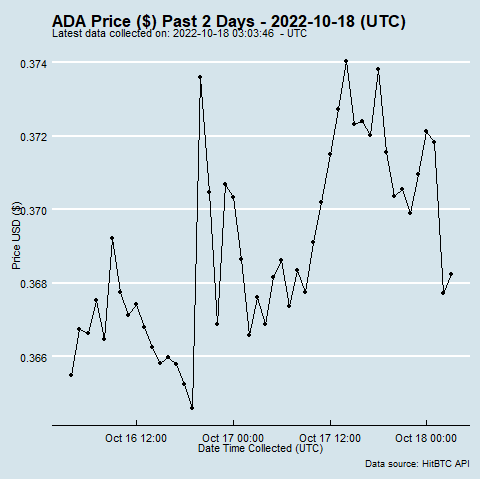 ADA Price ($) Past 2 Days - 2022-10-18 (UTC)
Latest data collected on: 2022-10-18 03:03:46 - UTC
0.374
0.372
0.370
0.368
0.366
Price USD ($)
Oct 16 12:00
Oct 17 00:00
Oct 17 12:00
Oct 18 00:00
Date Time Collected (UTC)
Data source: HitBTC API